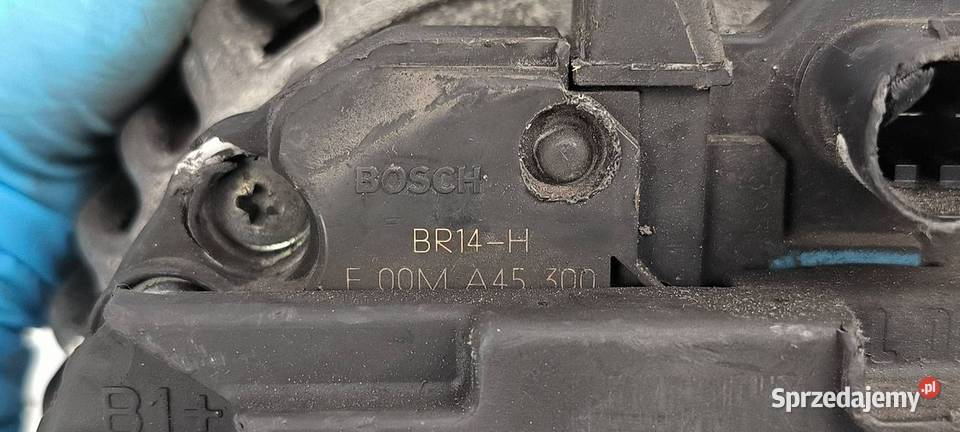 BOSCH
BR14-H
F 00M A45 300
B1+
Sprzedajemy.pl